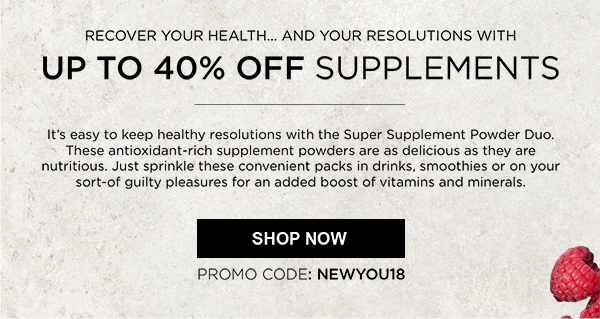 RECOVER YOUR HEALTH... AND YOUR RESOLUTIONS WITH
UP TO 40% OFF SUPPLEMENTS
It's easy to keep healthy resolutions with the Super Supplement Powder Duo.
These antioxidant-rich supplement powders are as delicious as they are
nutritious. Just sprinkle these convenient packs in drinks, smoothies or on your
sort-of guilty pleasures for an added boost of vitamins and minerals.
SHOP NOW
PROMO CODE: NEWYOU18